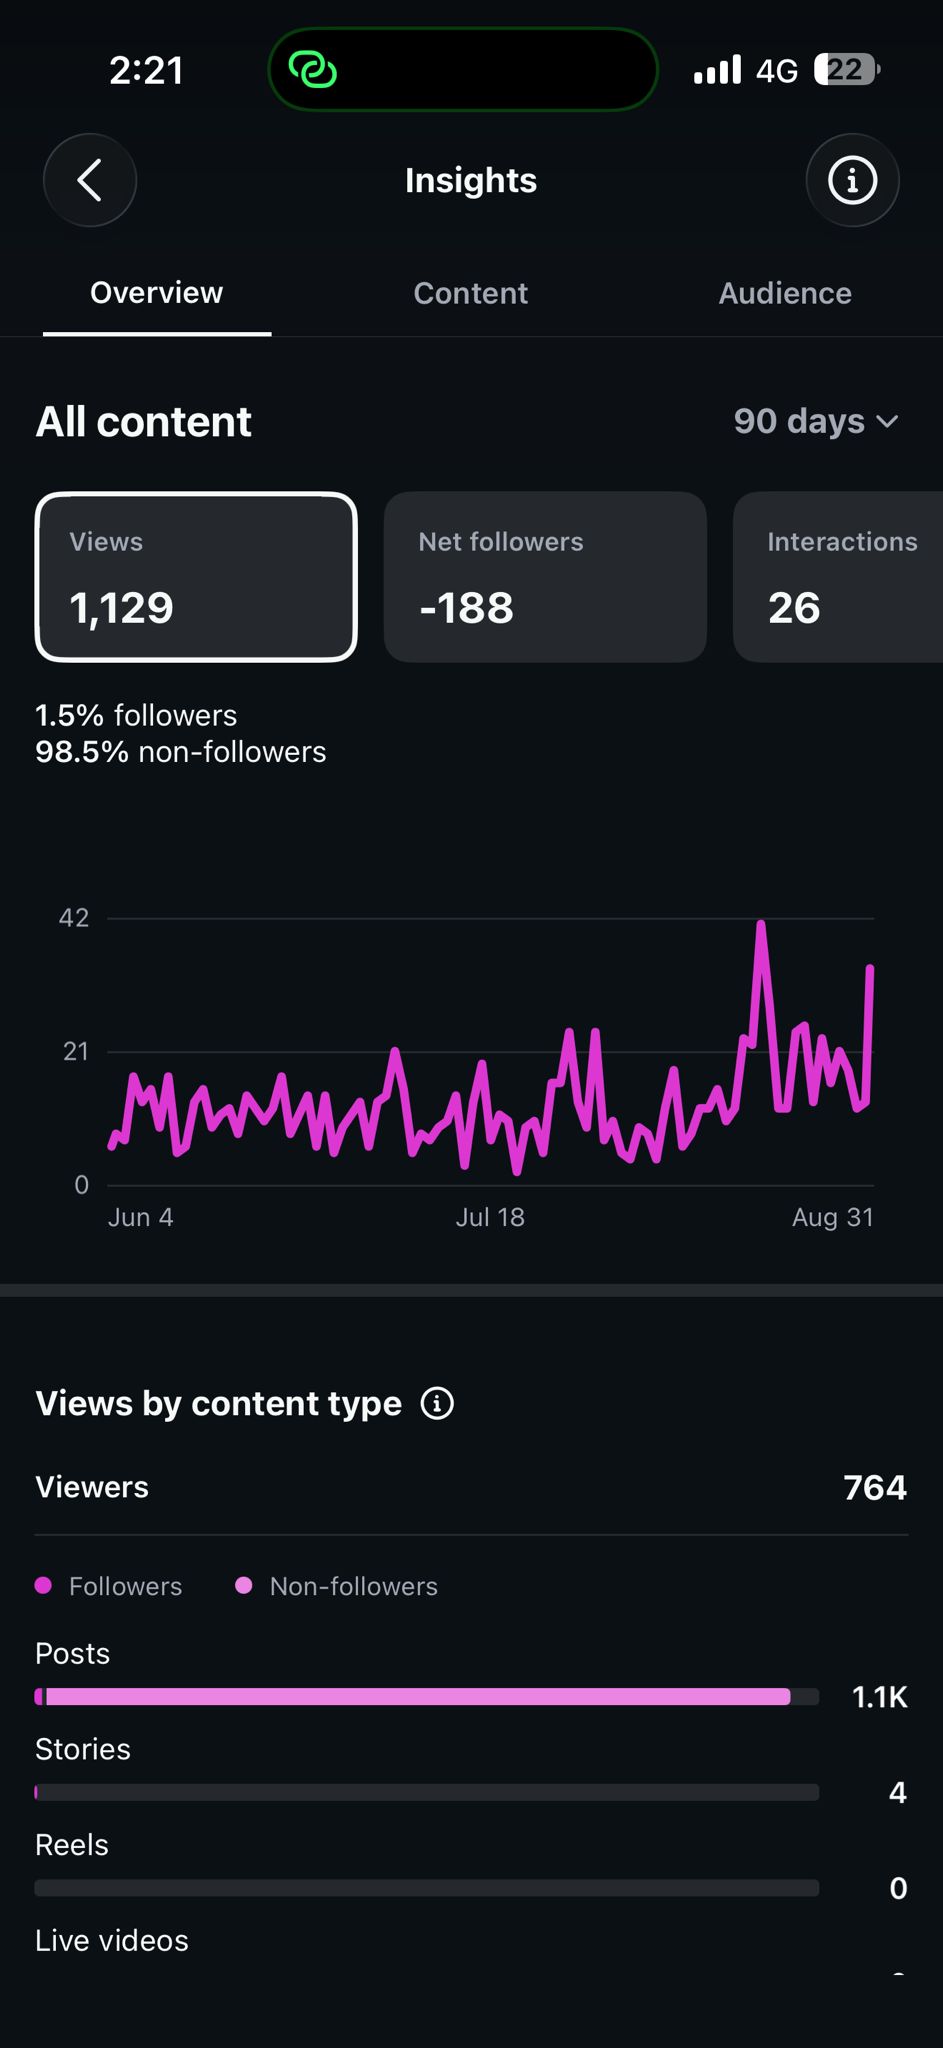 2:21
4G
22
Insights
Overview
Content
Audience
All content
90 days
Views
1,129
Net followers
-188
Interactions
26
1.5% followers
98.5% non-followers
42
21
0
Jun 4
Jul 18
Aug 31
Views by content type
Viewers
764
Followers
Non-followers
Posts
1.1K
Stories
4
Reels
0
Live videos